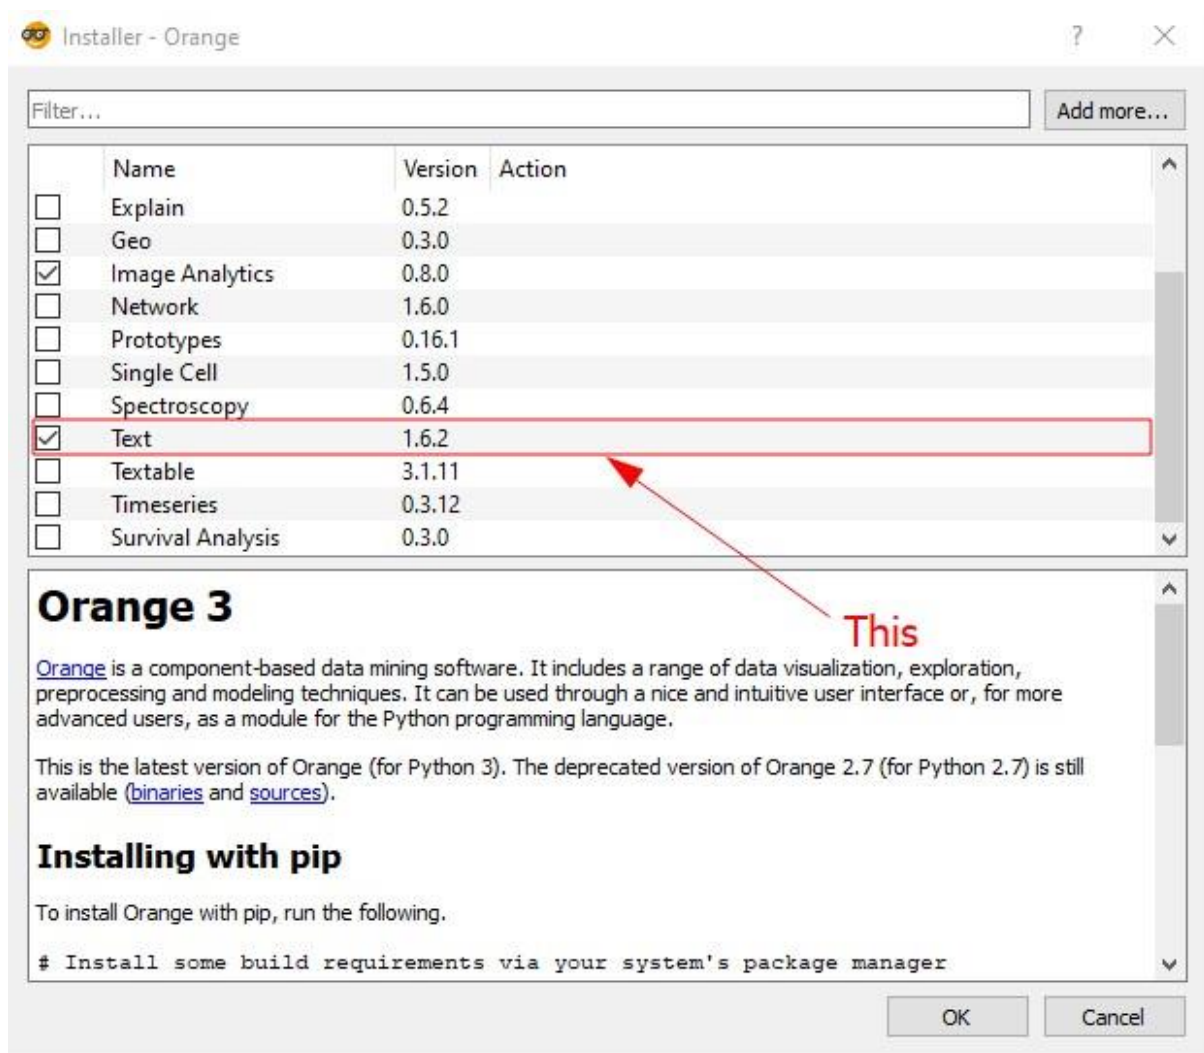 Installer - Orange
?
Filter...
Add more...
Name Version Action
Explain 0.5.2
Geo 0.3.0
Image Analytics 0.8.0
Network 1.6.0
Prototypes 0.16.1
Single Cell 1.5.0
Spectroscopy 0.6.4
Text 1.6.2
Textable 3.1.11
Timeseries 0.3.12
Survival Analysis 0.3.0
This
Orange 3
Orange is a component-based data mining software. It includes a range of data visualization, exploration,
preprocessing and modeling techniques. It can be used through a nice and intuitive user interface or, for more
advanced users, as a module for the Python programming language.
This is the latest version of Orange (for Python 3). The deprecated version of Orange 2.7 (for Python 2.7) is still
available (binaries and sources).
Installing with pip
To install Orange with pip, run the following.
# Install some build requirements via your system's package manager
OK
Cancel